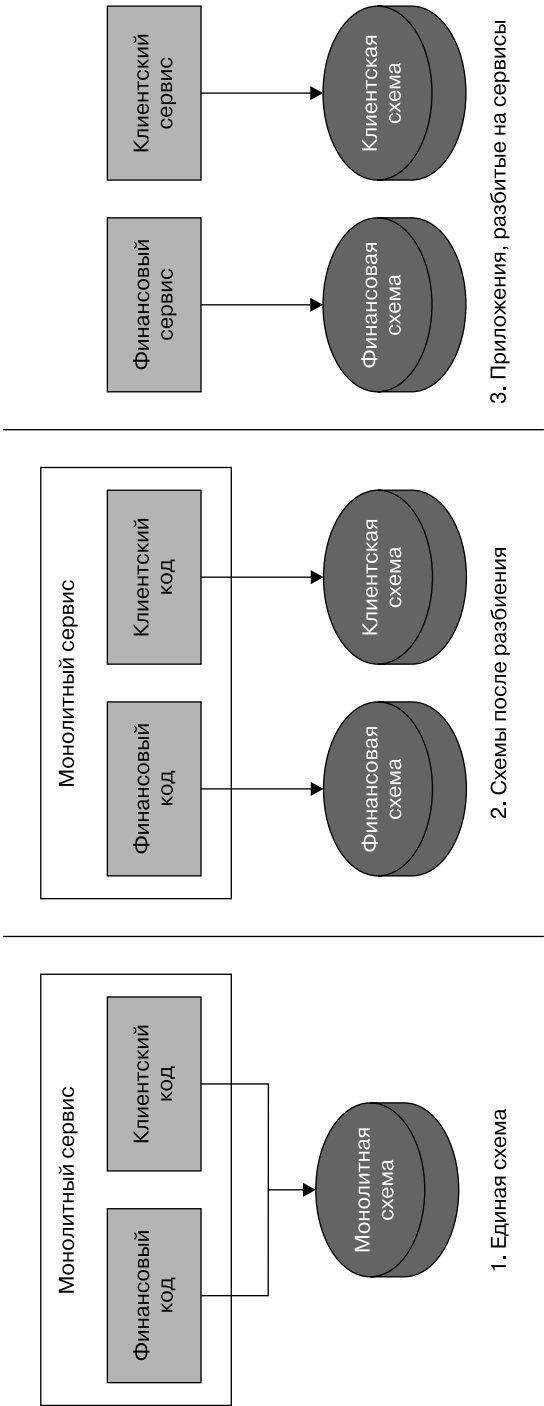 Монолитный сервис
Финансовый
код
Клиентский
код
Монолитная
схема
1. Единая схема
Монолитный сервис
Финансовый
код
Клиентский
код
Финансовая
схема
Клиентская
схема
2. Схемы после разбиения
Финансовый
сервис
Клиентский
сервис
Финансовая
схема
Клиентская
схема
3. Приложения, разбитые на сервисы